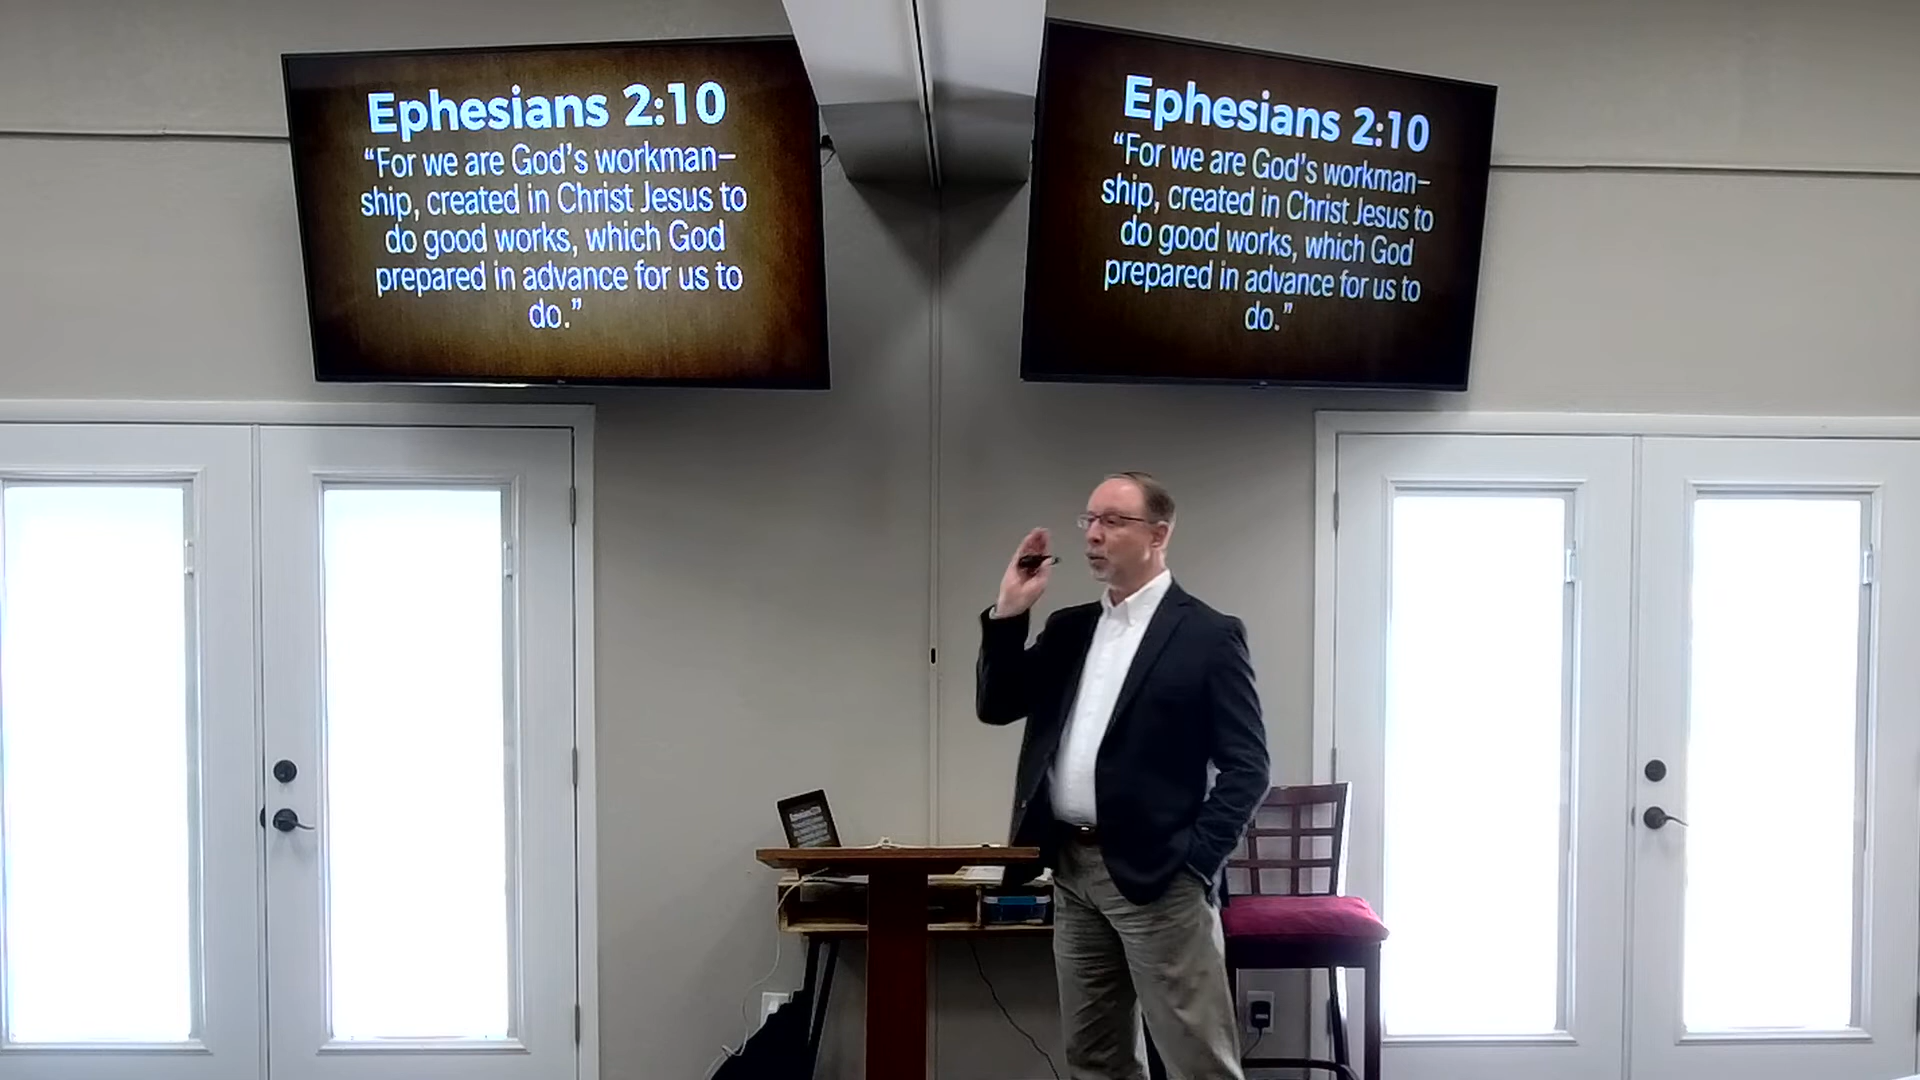 Ephesians 2:10
“For we are God’s workman–
ship, created in Christ Jesus to
do good works, which God
prepared in advance for us to
do.”
Ephesians 2:10
“For we are God’s workman–
ship, created in Christ Jesus to
do good works, which God
prepared in advance for us to
do.”